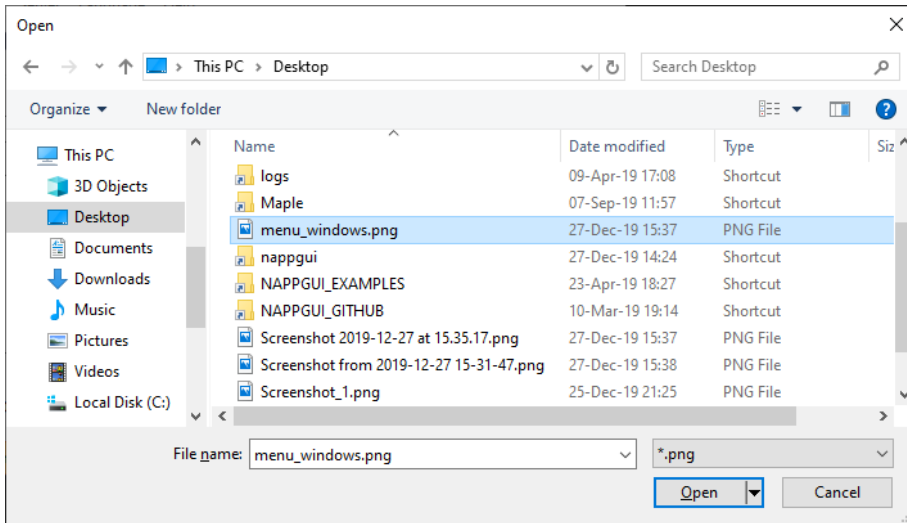 Open
This PC > Desktop
Search Desktop
Organize
New folder
?
This PC
3D Objects
Desktop
Documents
Downloads
Music
Pictures
Videos
Local Disk (C:)
Name Date modified Type Siz
logs 09-Apr-19 17:08 Shortcut
Maple 07-Sep-19 11:57 Shortcut
menu_windows.png 27-Dec-19 15:37 PNG File
nappgui 27-Dec-19 14:24 Shortcut
NAPPGUI_EXAMPLES 23-Apr-19 18:27 Shortcut
NAPPGUI_GITHUB 10-Mar-19 19:14 Shortcut
Screenshot 2019-12-27 at 15.35.17.png 27-Dec-19 15:37 PNG File
Screenshot from 2019-12-27 15-31-47.png 27-Dec-19 15:38 PNG File
Screenshot_1.png 25-Dec-19 21:25 PNG File
File name: menu_windows.png *.png
Open Cancel